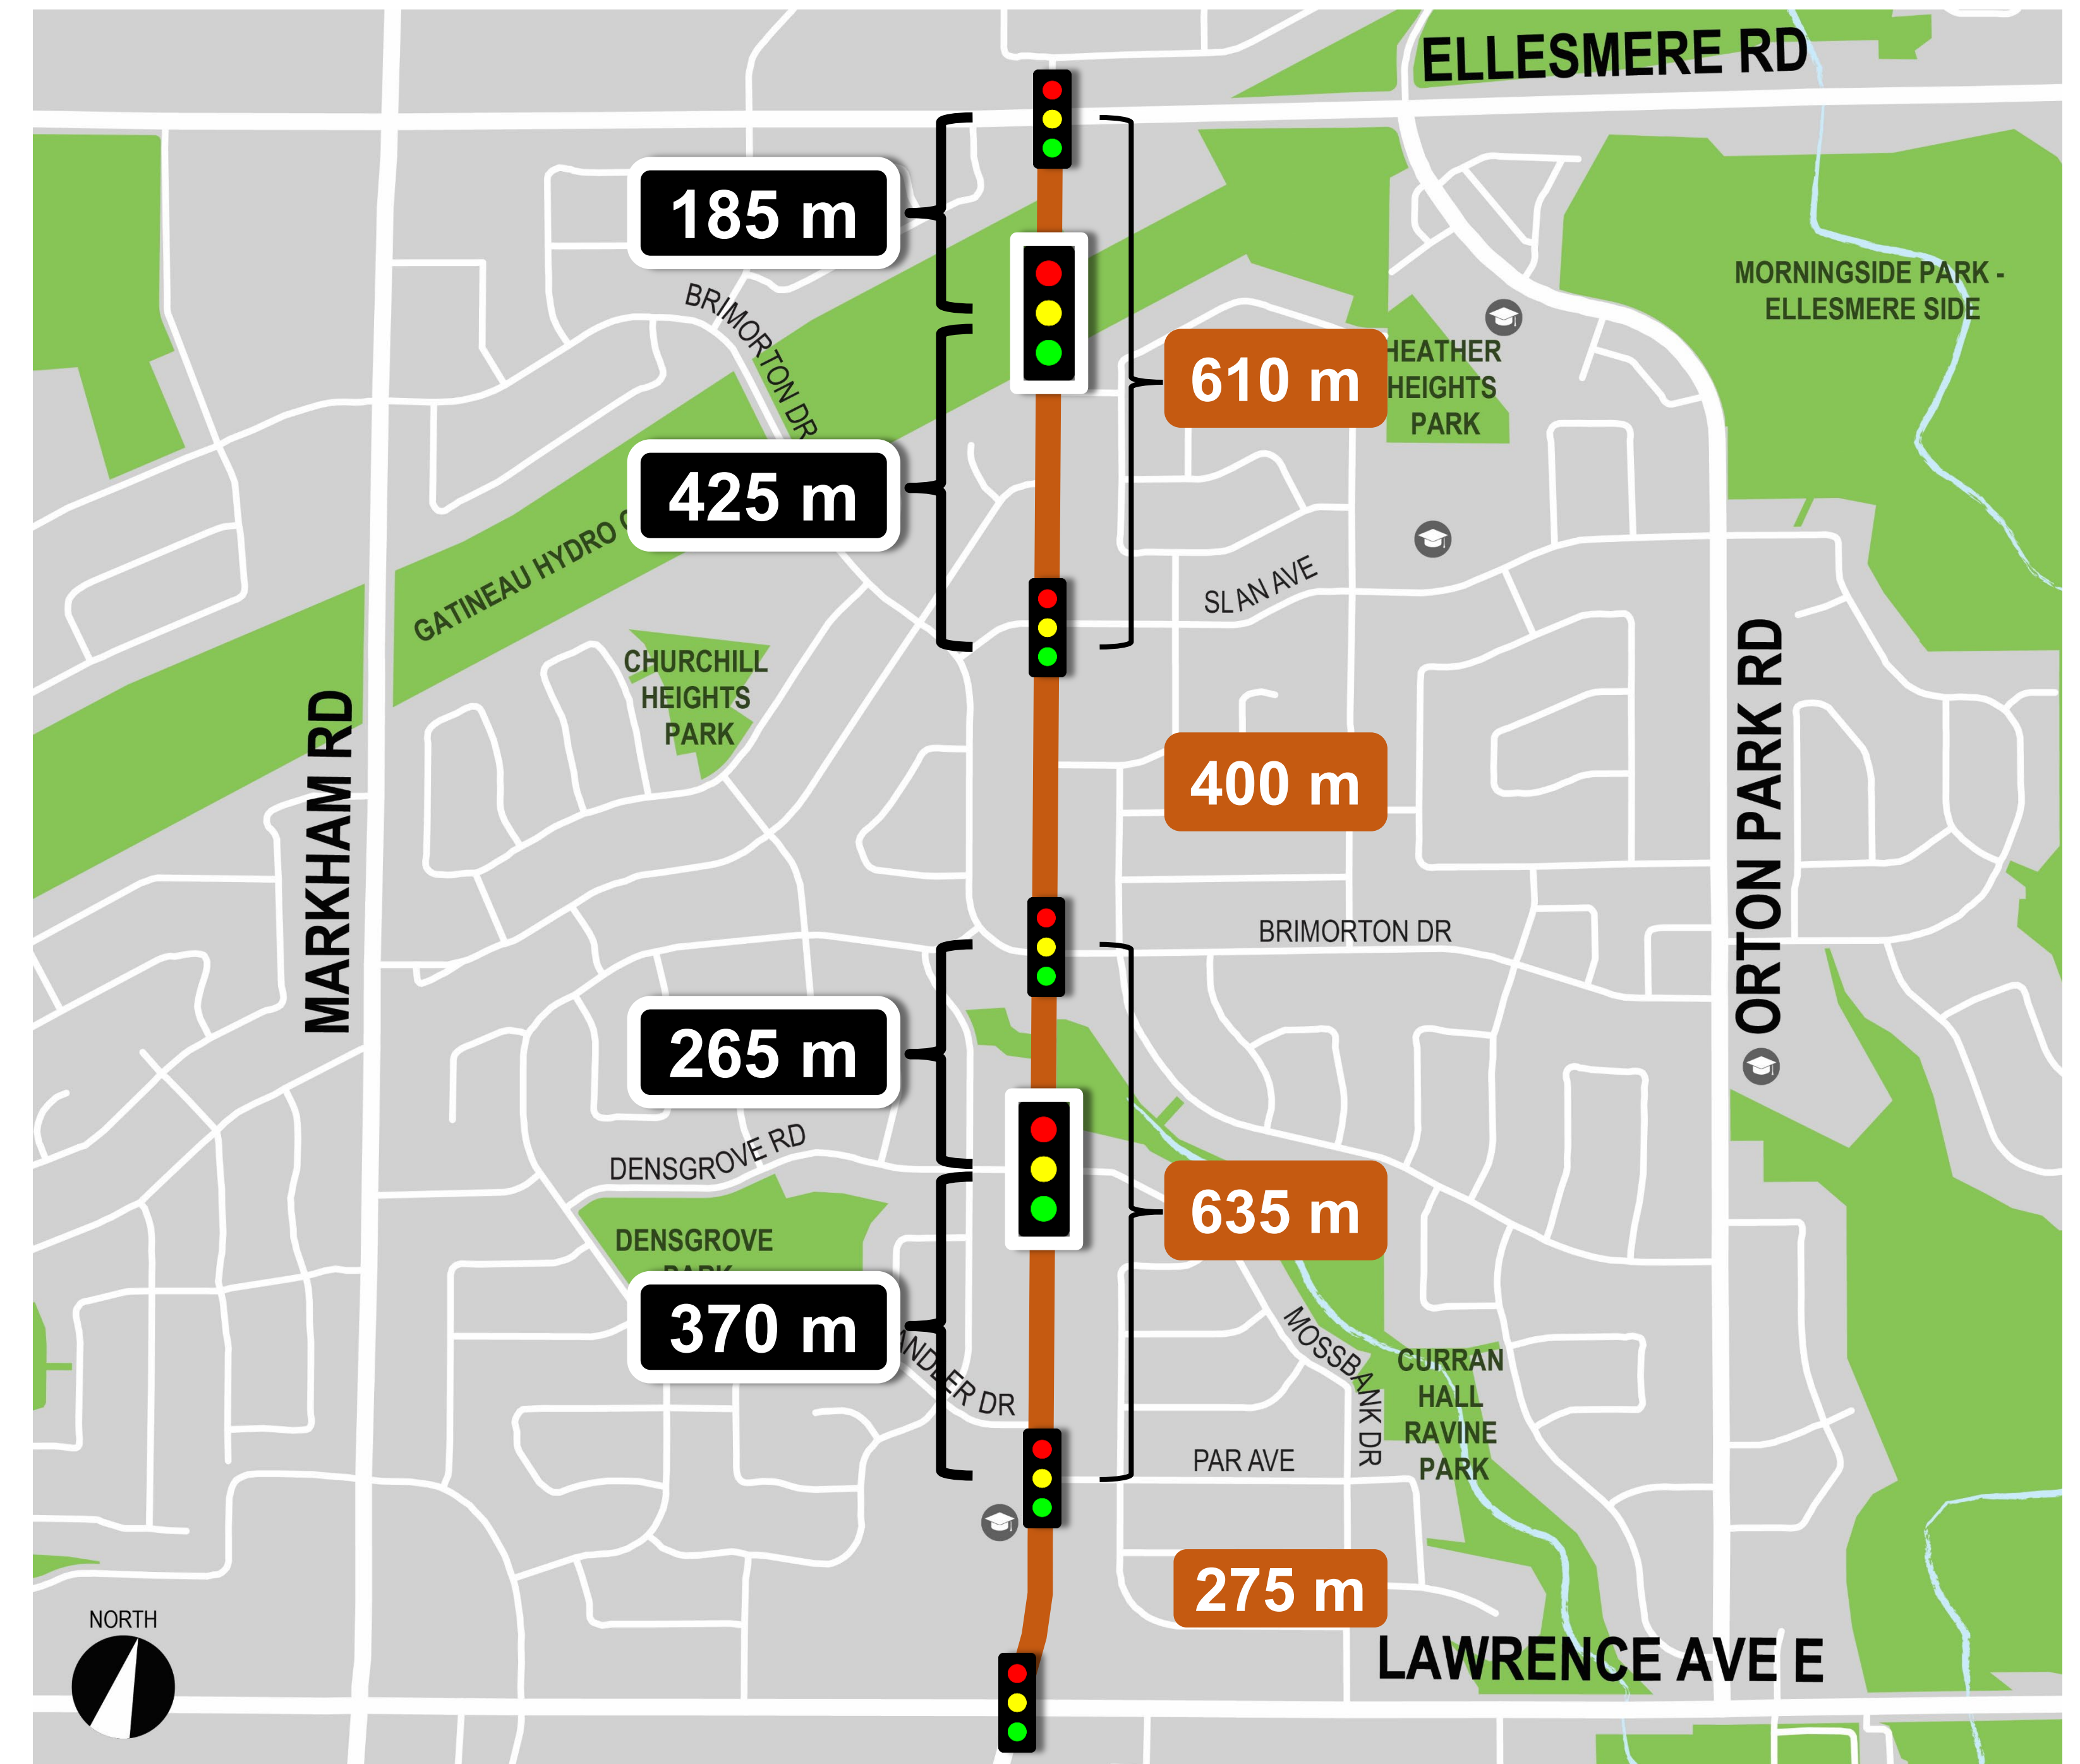 ELLESMERE RD
185 m
BRIMORTON DR
MORNINGSIDE PARK -
ELLESMERE SIDE
610 m
HEATHER
HEIGHTS
PARK
425 m
GATINEAU HYDRO
SLAN AVE
CHURCHILL
HEIGHTS
PARK
MARKHAM RD
ORTON PARK RD
400 m
BRIMORTON DR
265 m
DENSGROVE RD
635 m
DENSGROVE
PARK
370 m
DR
MOSSBANK DR
CURRAN
HALL
RAVINE
PARK
PAR AVE
275 m
NORTH
LAWRENCE AVE E